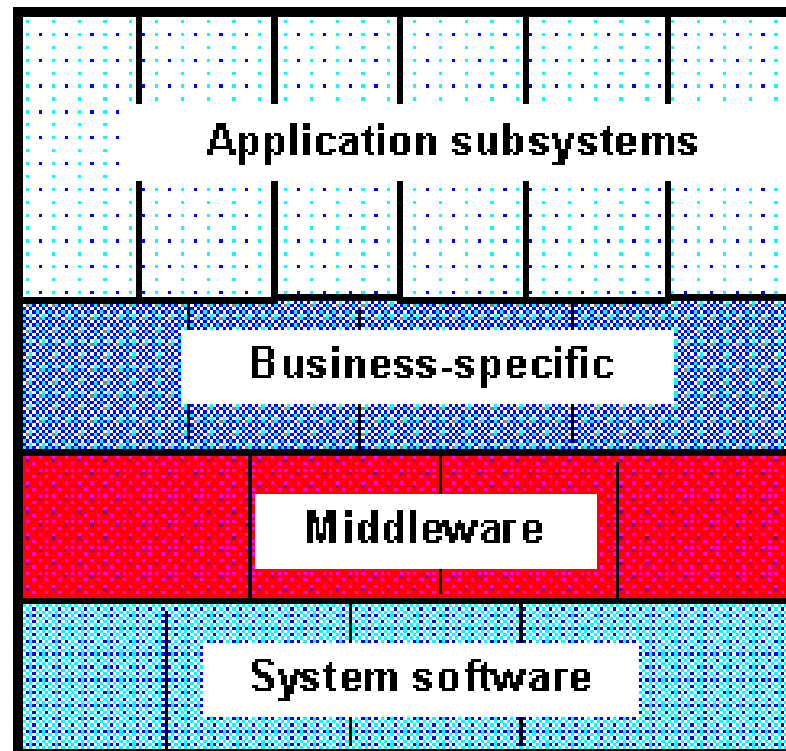 Application subsystems
Business-specific
Middleware
System software